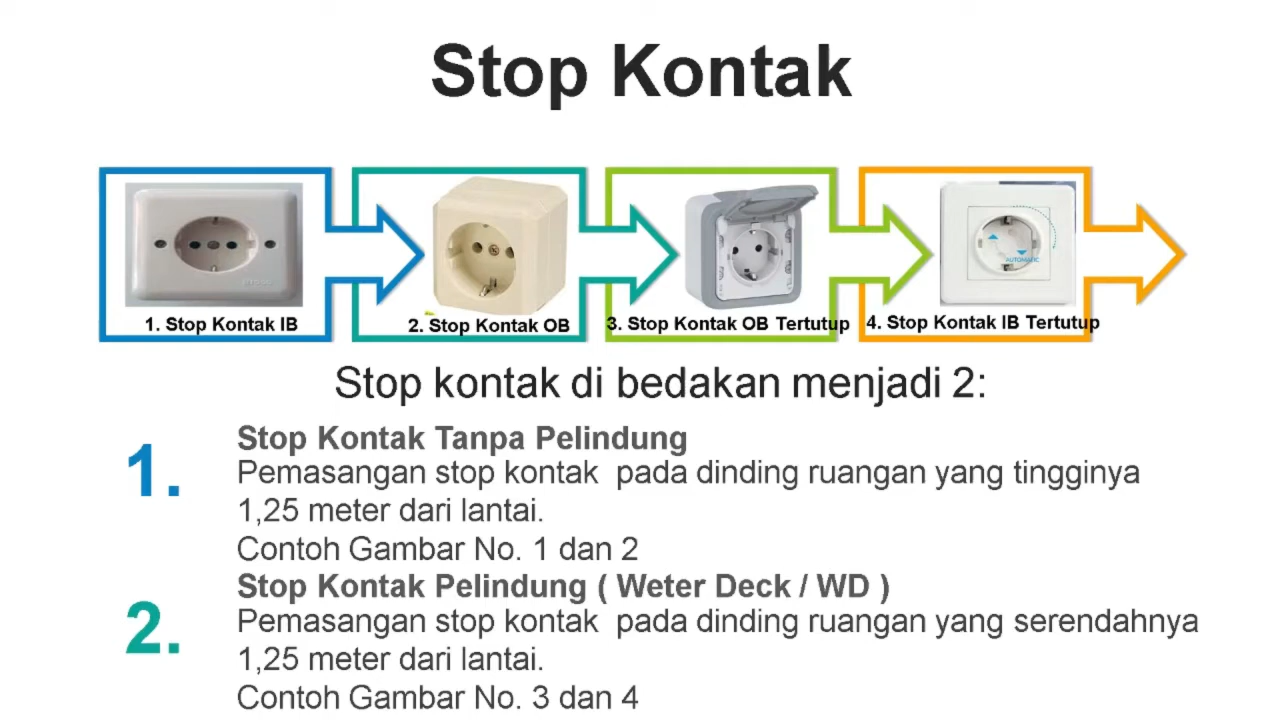 Stop Kontak
AUTOMATIC
1. Stop Kontak IB
2. Stop Kontak OB
3. Stop Kontak OB Tertutup
4. Stop Kontak IB Tertutup
Stop kontak di bedakan menjadi 2:
1.
Stop Kontak Tanpa Pelindung
Pemasangan stop kontak pada dinding ruangan yang tingginya
1,25 meter dari lantai.
Contoh Gambar No. 1 dan 2
2.
Stop Kontak Pelindung ( Weter Deck / WD )
Pemasangan stop kontak pada dinding ruangan yang serendahnya
1,25 meter dari lantai.
Contoh Gambar No. 3 dan 4